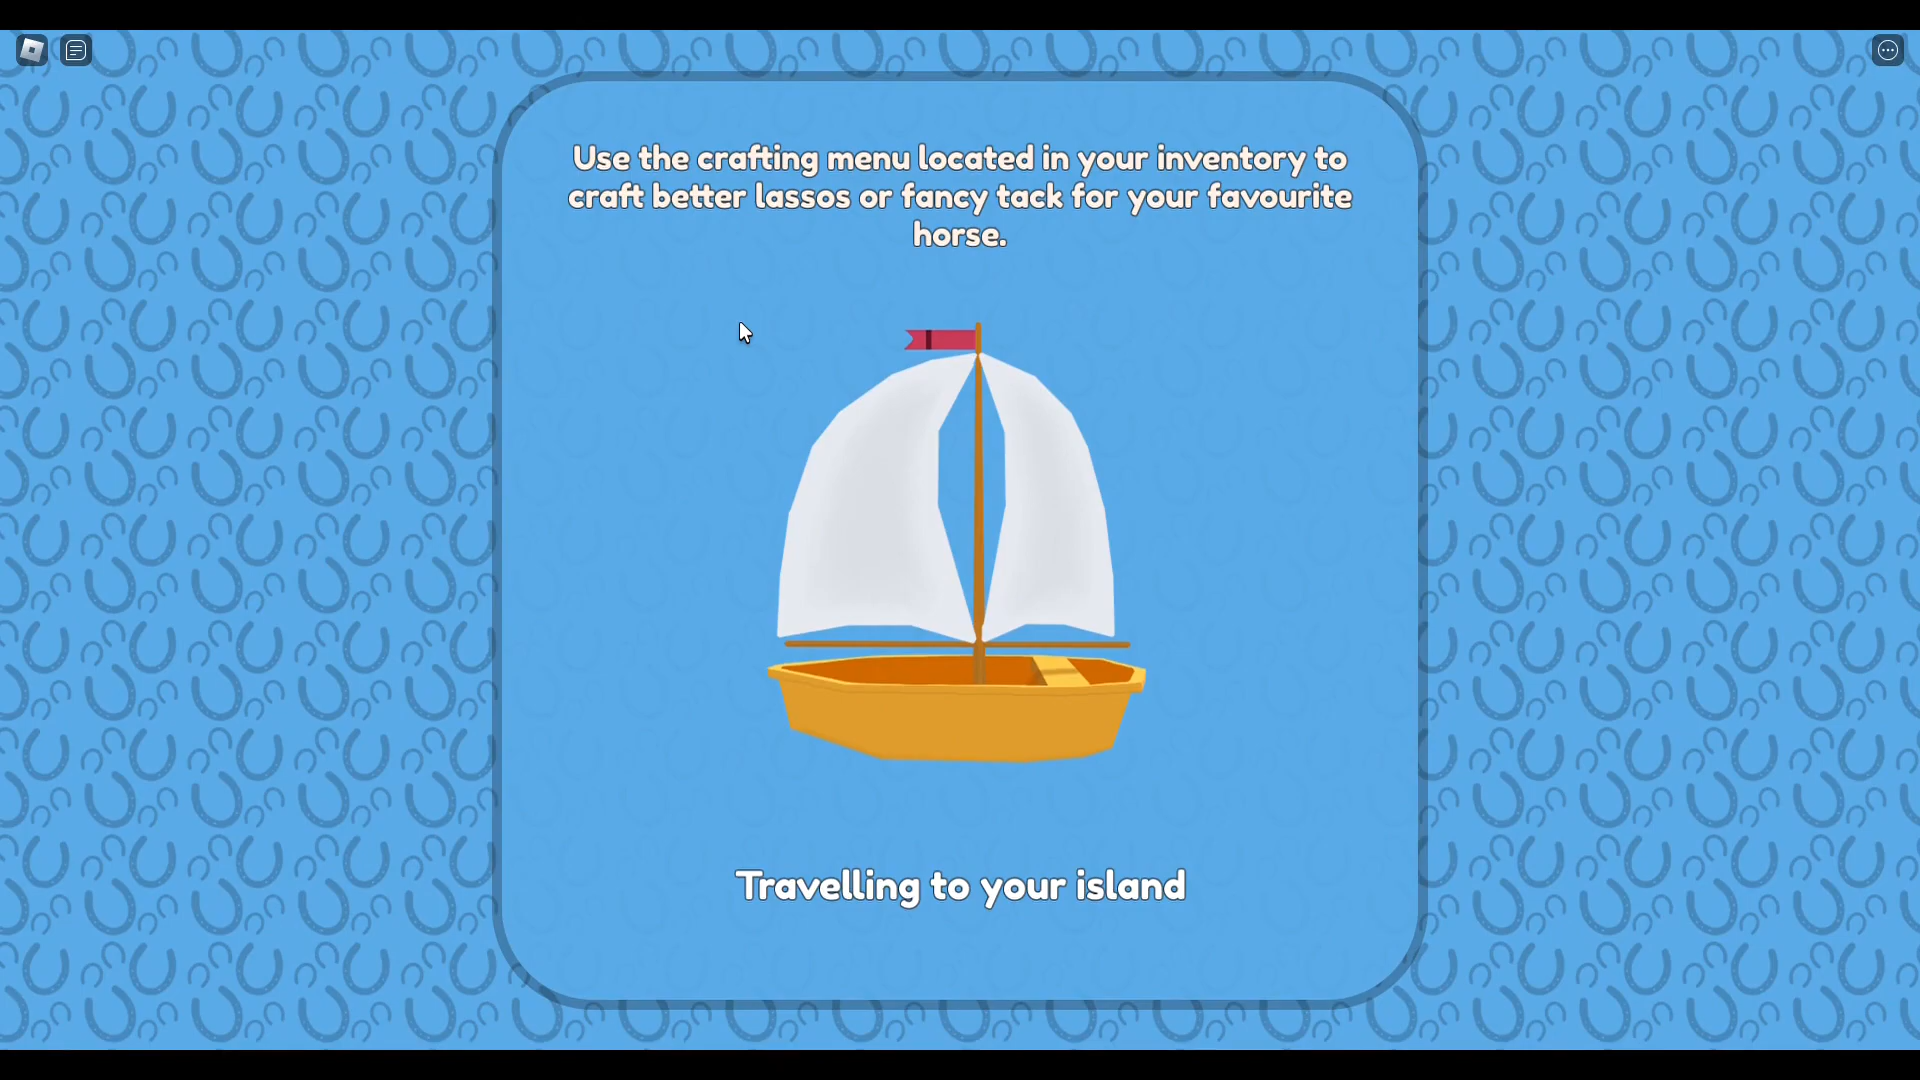 Use the crafting menu located in your inventory to
craft better lassos or fancy tack for your favourite
horse.
Travelling to your island